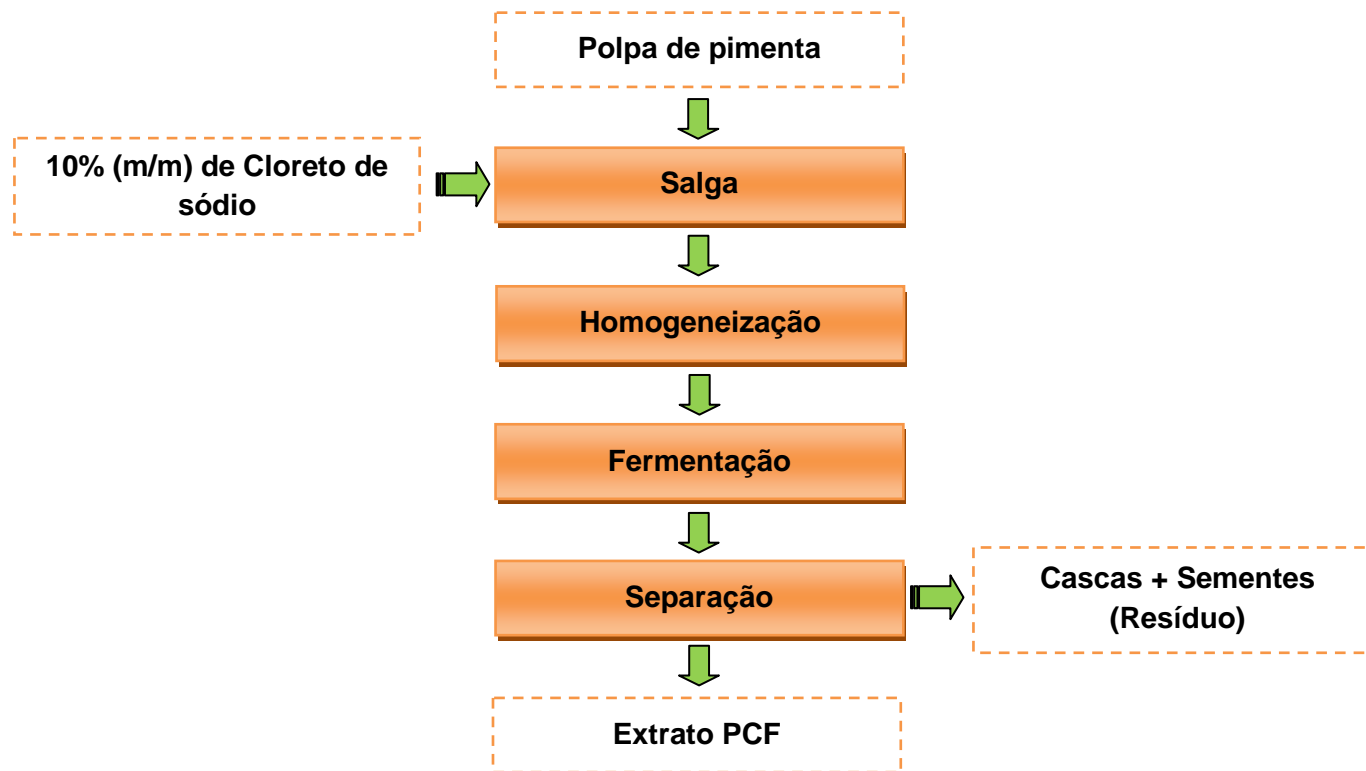 Polpa de pimenta
10% (m/m) de Cloreto de
sódio
Salga
Homogeneização
Fermentação
Separação
Cascas + Sementes
(Resíduo)
Extrato PCF